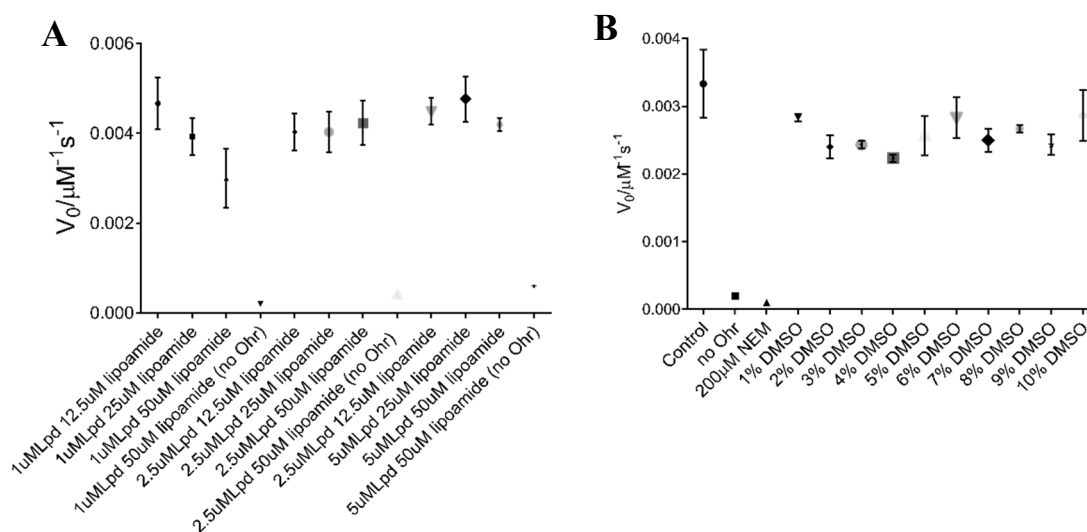 A
V₀/μM⁻¹s⁻¹
0.006
0.004
0.002
0.000
1uMLpd 12.5uM lipoamide
1uMLpd 25uM lipoamide
1uMLpd 50uM lipoamide
1uMLpd 50uM lipoamide (no Ohr)
2.5uMLpd 12.5uM lipoamide
2.5uMLpd 25uM lipoamide
2.5uMLpd 50uM lipoamide
2.5uMLpd 50uM lipoamide (no Ohr)
2.5uMLpd 12.5uM lipoamide
5uMLpd 25uM lipoamide
5uMLpd 50uM lipoamide
5uMLpd 50uM lipoamide (no Ohr)
B
V₀/μM⁻¹s⁻¹
0.004
0.003
0.002
0.001
0.000
Control
no Ohr
200μM NEM
1% DMSO
2% DMSO
3% DMSO
4% DMSO
5% DMSO
6% DMSO
7% DMSO
8% DMSO
9% DMSO
10% DMSO